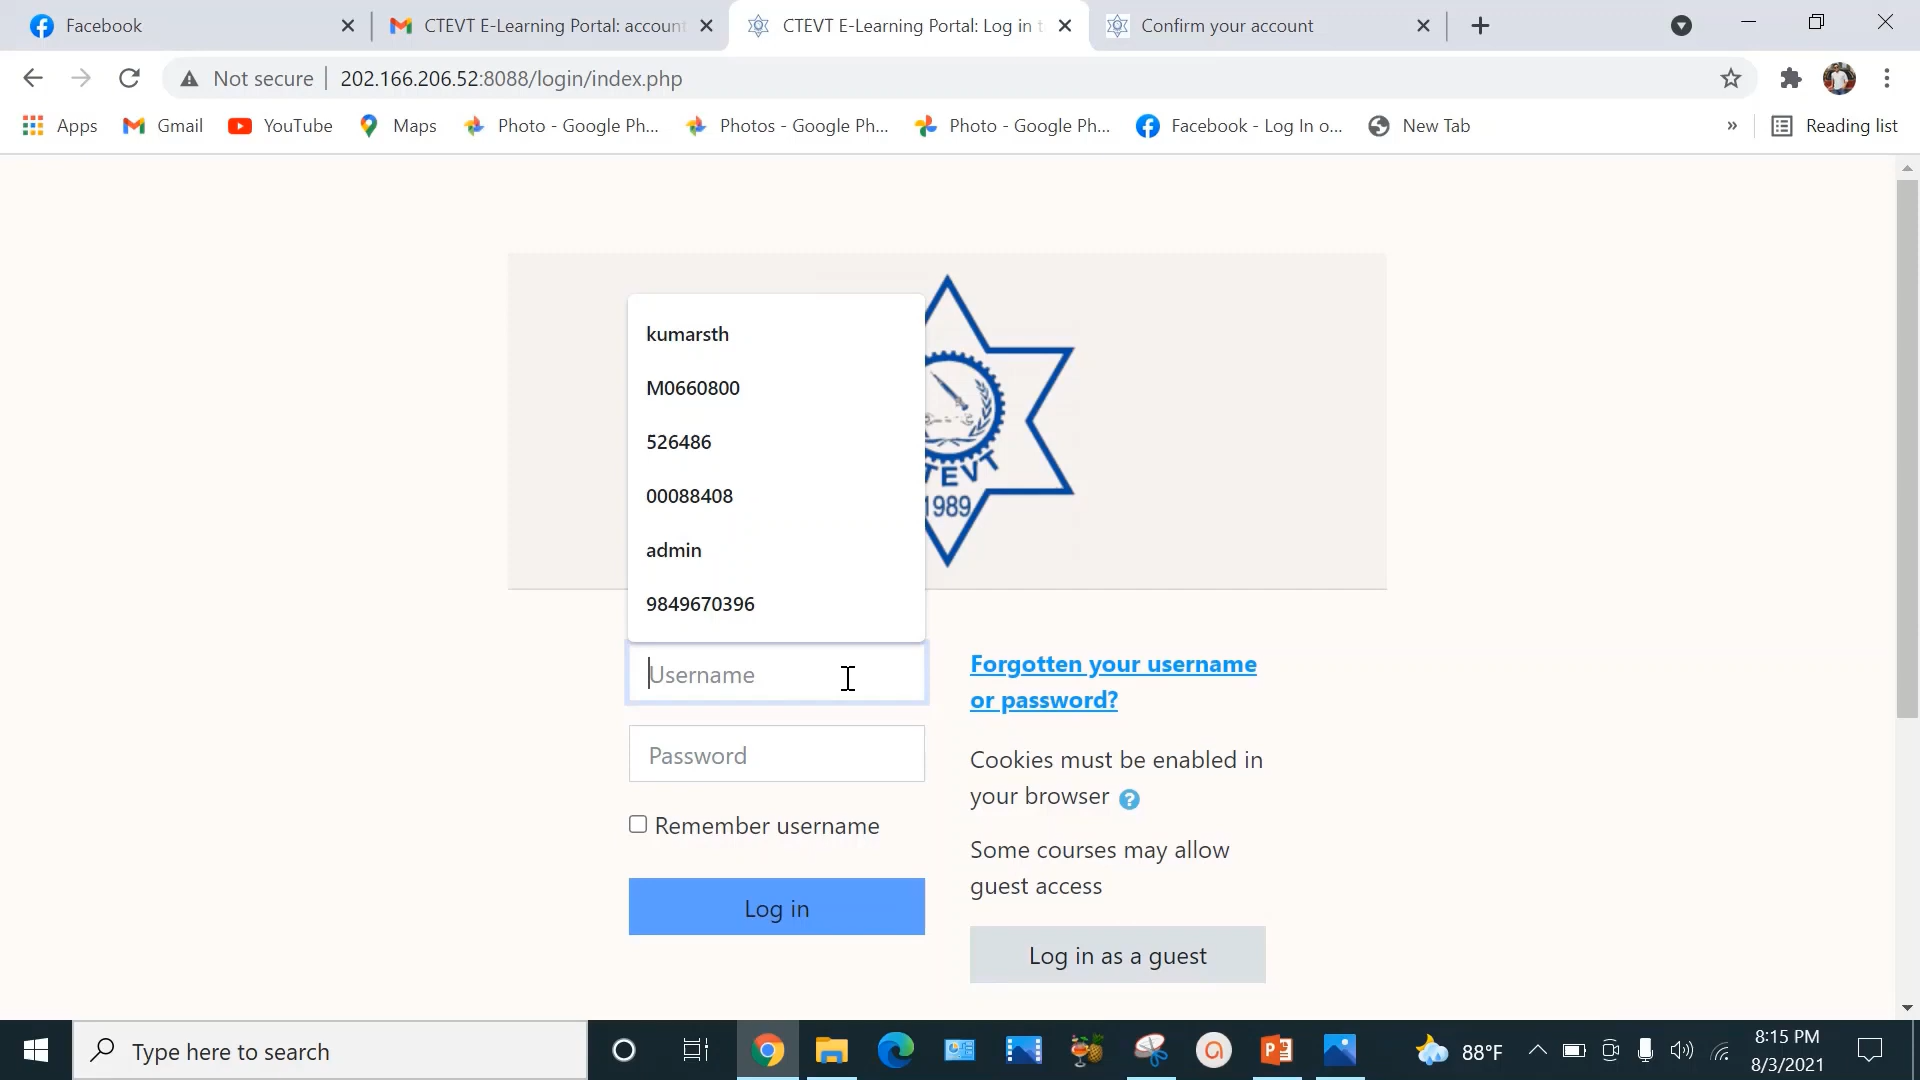 Facebook
CTEVT E-Learning Portal: account
CTEVT E-Learning Portal: Log in t
Confirm your account
Not secure
202.166.206.52:8088/login/index.php
Apps
Gmail
YouTube
Maps
Photo - Google Ph...
Photos - Google Ph...
Photo - Google Ph...
Facebook - Log In o...
New Tab
»
Reading list
kumarsth
M0660800
526486
00088408
admin
9849670396
TEVT
1989
Username
Password
Remember username
Log in
Forgotten your username
or password?
Cookies must be enabled in
your browser ?
Some courses may allow
guest access
Log in as a guest
Type here to search
88°F
8:15 PM
8/3/2021